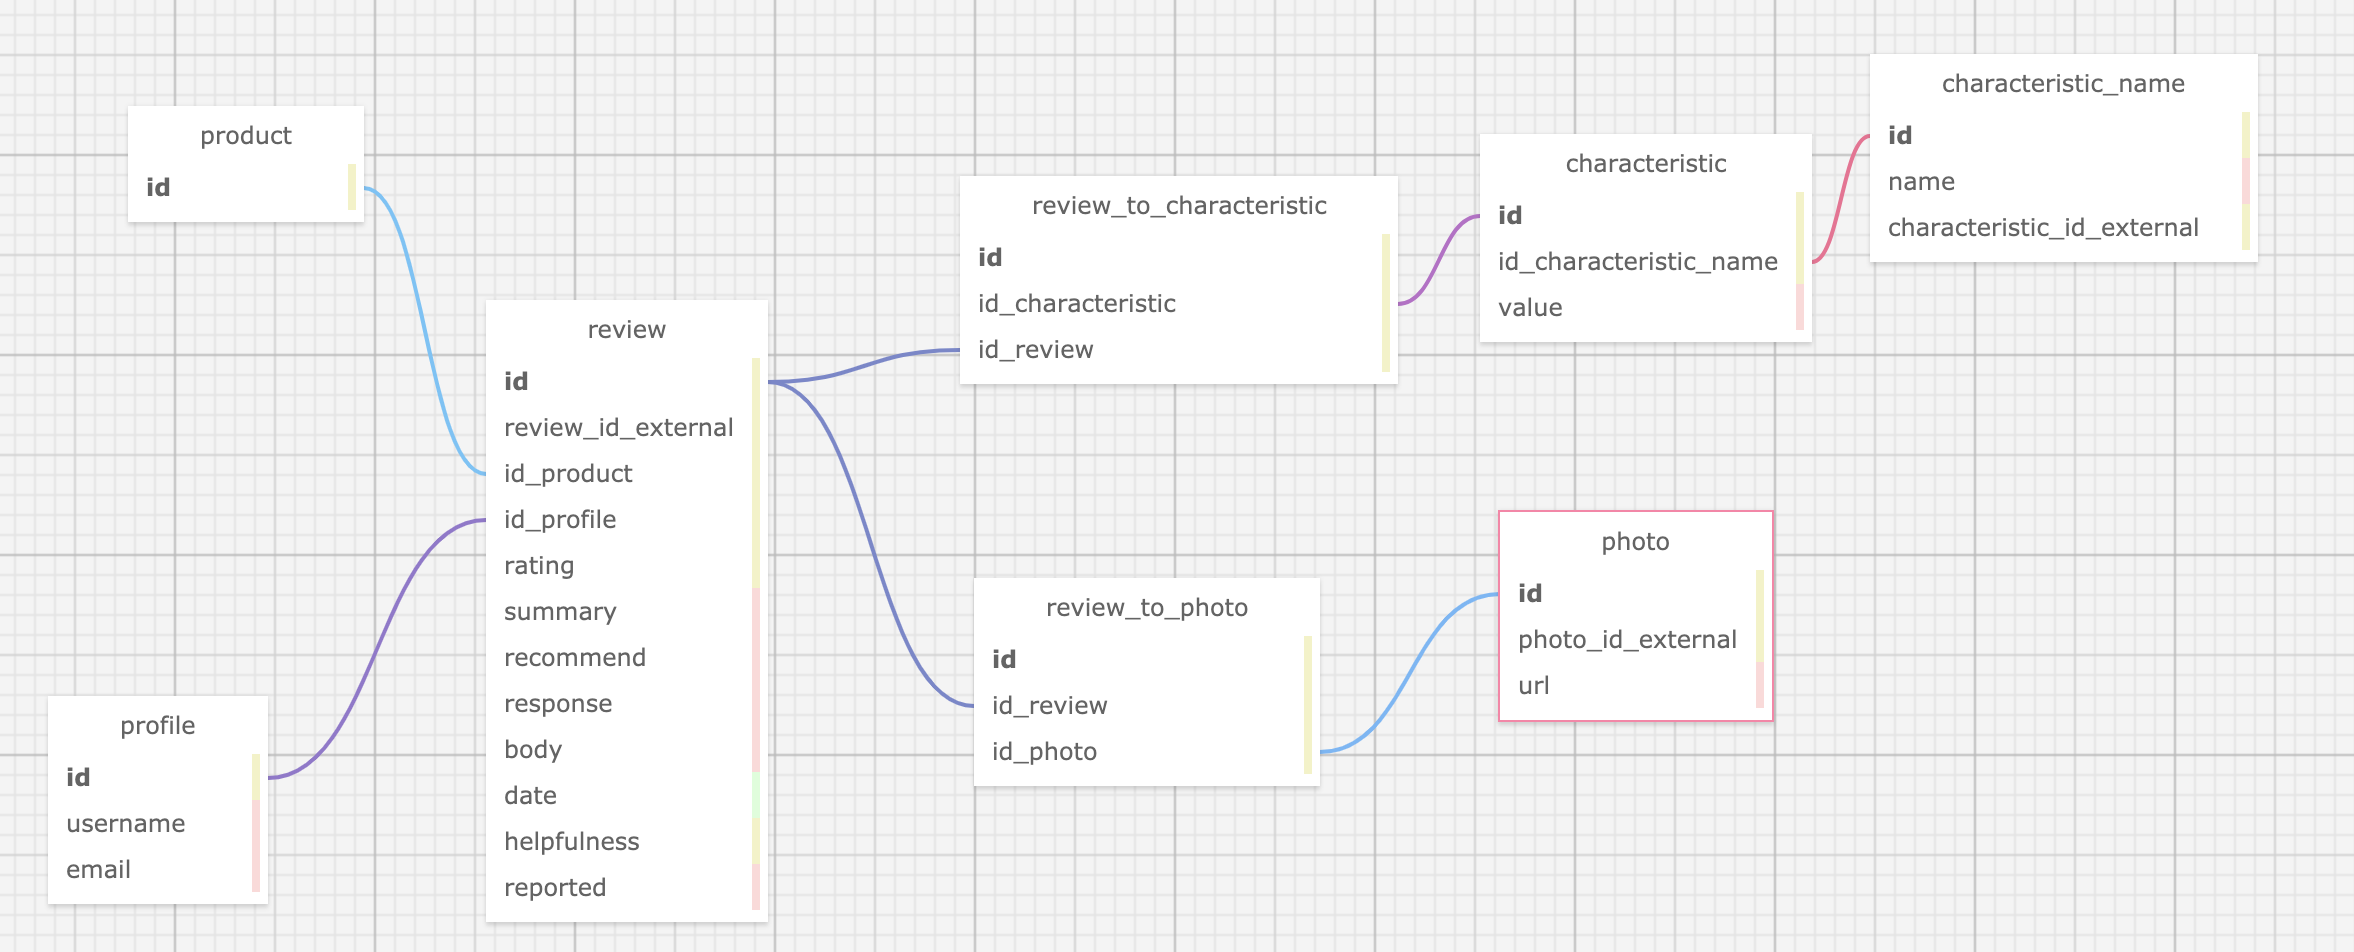 product
id
profile
id
username
email
review
id
review_id_external
id_product
id_profile
rating
summary
recommend
response
body
date
helpfulness
reported
review_to_characteristic
id
id_characteristic
id_review
review_to_photo
id
id_review
id_photo
characteristic
id
id_characteristic_name
value
photo
id
photo_id_external
url
characteristic_name
id
name
characteristic_id_external